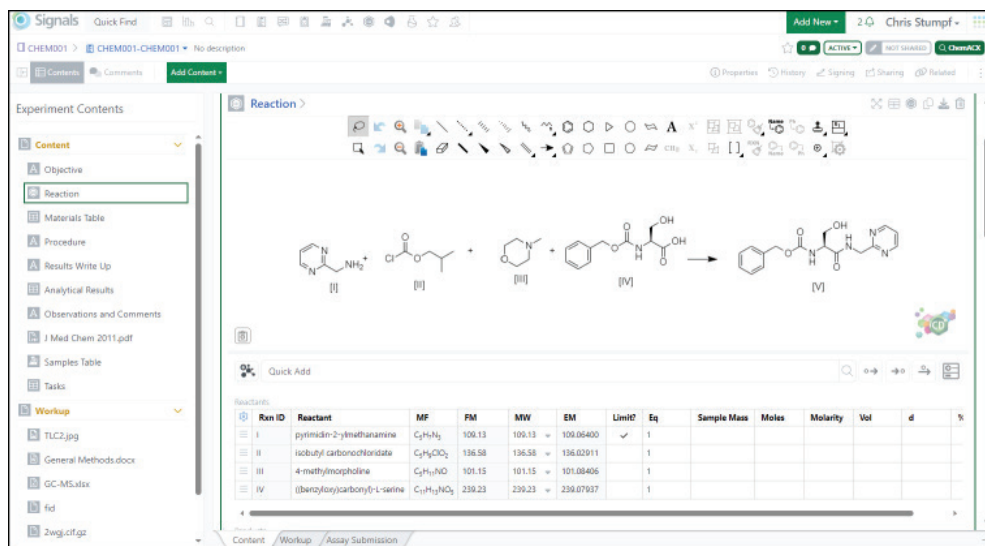 Signals Quick Find Add New 2 Chris Stumpf
CHEM001 > CHEM001-CHEM001 No description 0 ACTIVE NOT SHARED ChemACX
Contents Comments Add Content Properties History Signing Sharing Related
Experiment Contents
Content
Objective
Reaction
Materials Table
Procedure
Results Write Up
Analytical Results
Observations and Comments
J Med Chem 2011.pdf
Samples Table
Tasks
Workup
TLC2.jpg
General Methods.docx
GC-MS.xlsx
fid
2wgj.cif.gz
Reaction >
A
CH₃
N N NH₂ + Cl O O + N O + O O N H OH O OH O O N H OH O H N N N
[I] [II] [III] [IV] [V]
Quick Add
Reactants
Rxn ID Reactant MF FM MW EM Limit? Eq Sample Mass Moles Molarity Vol d %
I pyrimidin-2-ylmethanamine C₅H₇N₃ 109.13 109.13 109.06400 ✓ 1
II isobutyl carbonochloridate C₅H₉ClO₂ 136.58 136.58 136.02911 1
III 4-methylmorpholine C₅H₁₁NO 101.15 101.15 101.08406 1
IV ((benzyloxy)carbonyl)-L-serine C₁₁H₁₃NO₅ 239.23 239.23 239.07937 1
Content Workup Assay Submission